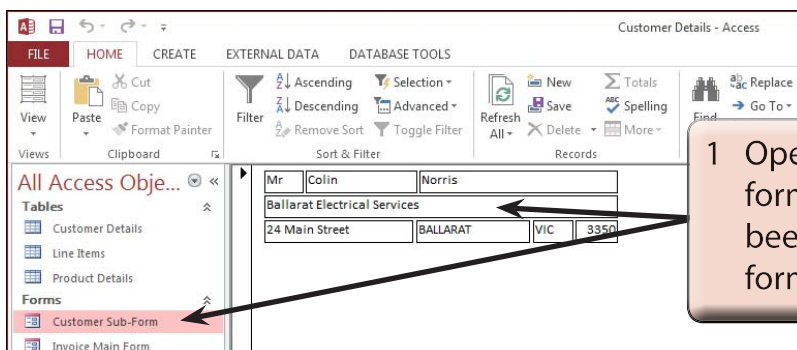 Customer Details - Access
FILE HOME CREATE EXTERNAL DATA DATABASE TOOLS
Cut Ascending Selection New Totals Replace
Copy Descending Advanced Save Spelling Go To
View Paste Format Painter Filter Remove Sort Toggle Filter Refresh All Delete More Find
Views Clipboard Sort & Filter Records
All Access Obje...
Mr Colin Norris
Tables
Ballarat Electrical Services
Customer Details
24 Main Street BALLARAT VIC 3350
Line Items
Product Details
Forms
Customer Sub-Form
Invoice Main Form
1 Ope
form
bee
form